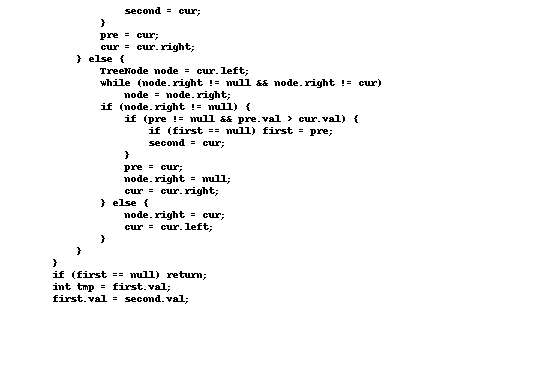 second = cur;
}
pre = cur;
cur = cur.right;
} else {
TreeNode node = cur.left;
while (node.right != null && node.right != cur)
node = node.right;
if (node.right != null) {
if (pre != null && pre.val > cur.val) {
if (first == null) first = pre;
second = cur;
}
pre = cur;
node.right = null;
cur = cur.right;
} else {
node.right = cur;
cur = cur.left;
}
}
}
if (first == null) return;
int tmp = first.val;
first.val = second.val;